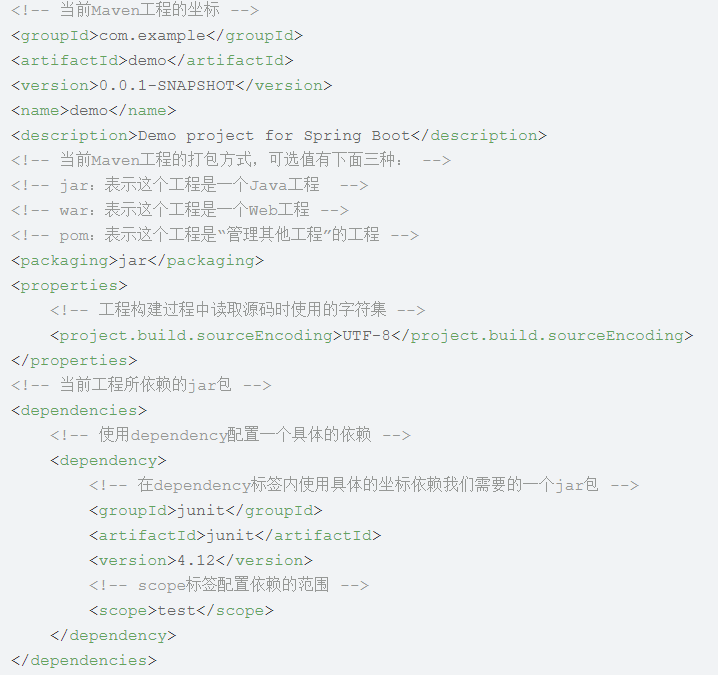 <!-- 当前Maven工程的坐标 -->
<groupId>com.example</groupId>
<artifactId>demo</artifactId>
<version>0.0.1-SNAPSHOT</version>
<name>demo</name>
<description>Demo project for Spring Boot</description>
<!-- 当前Maven工程的打包方式，可选值有下面三种： -->
<!-- jar：表示这个工程是一个Java工程  -->
<!-- war：表示这个工程是一个Web工程 -->
<!-- pom：表示这个工程是“管理其他工程”的工程 -->
<packaging>jar</packaging>
<properties>
    <!-- 工程构建过程中读取源码时使用的字符集 -->
    <project.build.sourceEncoding>UTF-8</project.build.sourceEncoding>
</properties>
<!-- 当前工程所依赖的jar包 -->
<dependencies>
    <!-- 使用dependency配置一个具体的依赖 -->
    <dependency>
        <!-- 在dependency标签内使用具体的坐标依赖我们需要的一个jar包 -->
        <groupId>junit</groupId>
        <artifactId>junit</artifactId>
        <version>4.12</version>
        <!-- scope标签配置依赖的范围 -->
        <scope>test</scope>
    </dependency>
</dependencies>